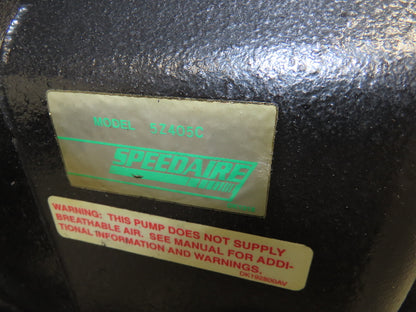 MODEL 5Z405C
SPEEDAIRE
WARNING: THIS PUMP DOES NOT SUPPLY
BREATHABLE AIR. SEE MANUAL FOR ADDI-
TIONAL INFORMATION AND WARNINGS.
DK192800AV